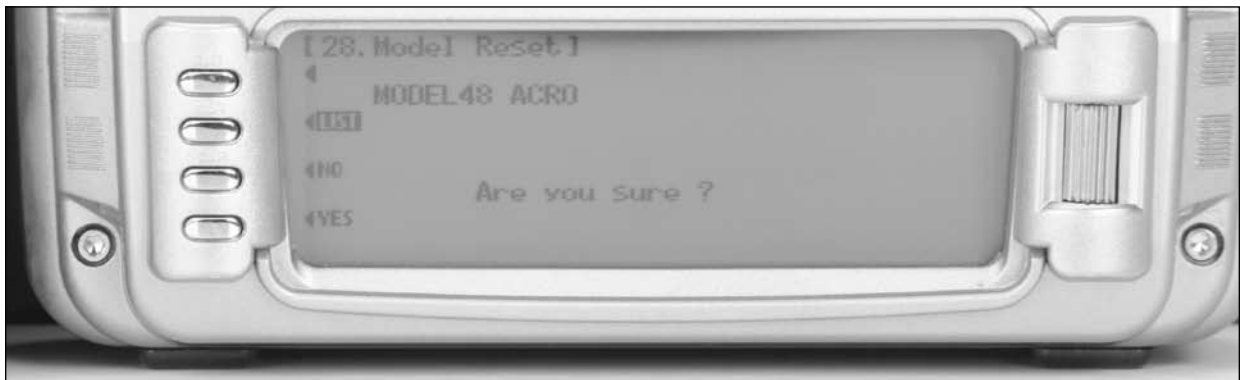 [28.Model Reset]
MODEL48 ACRO
LIST
NO
Are you sure ?
YES